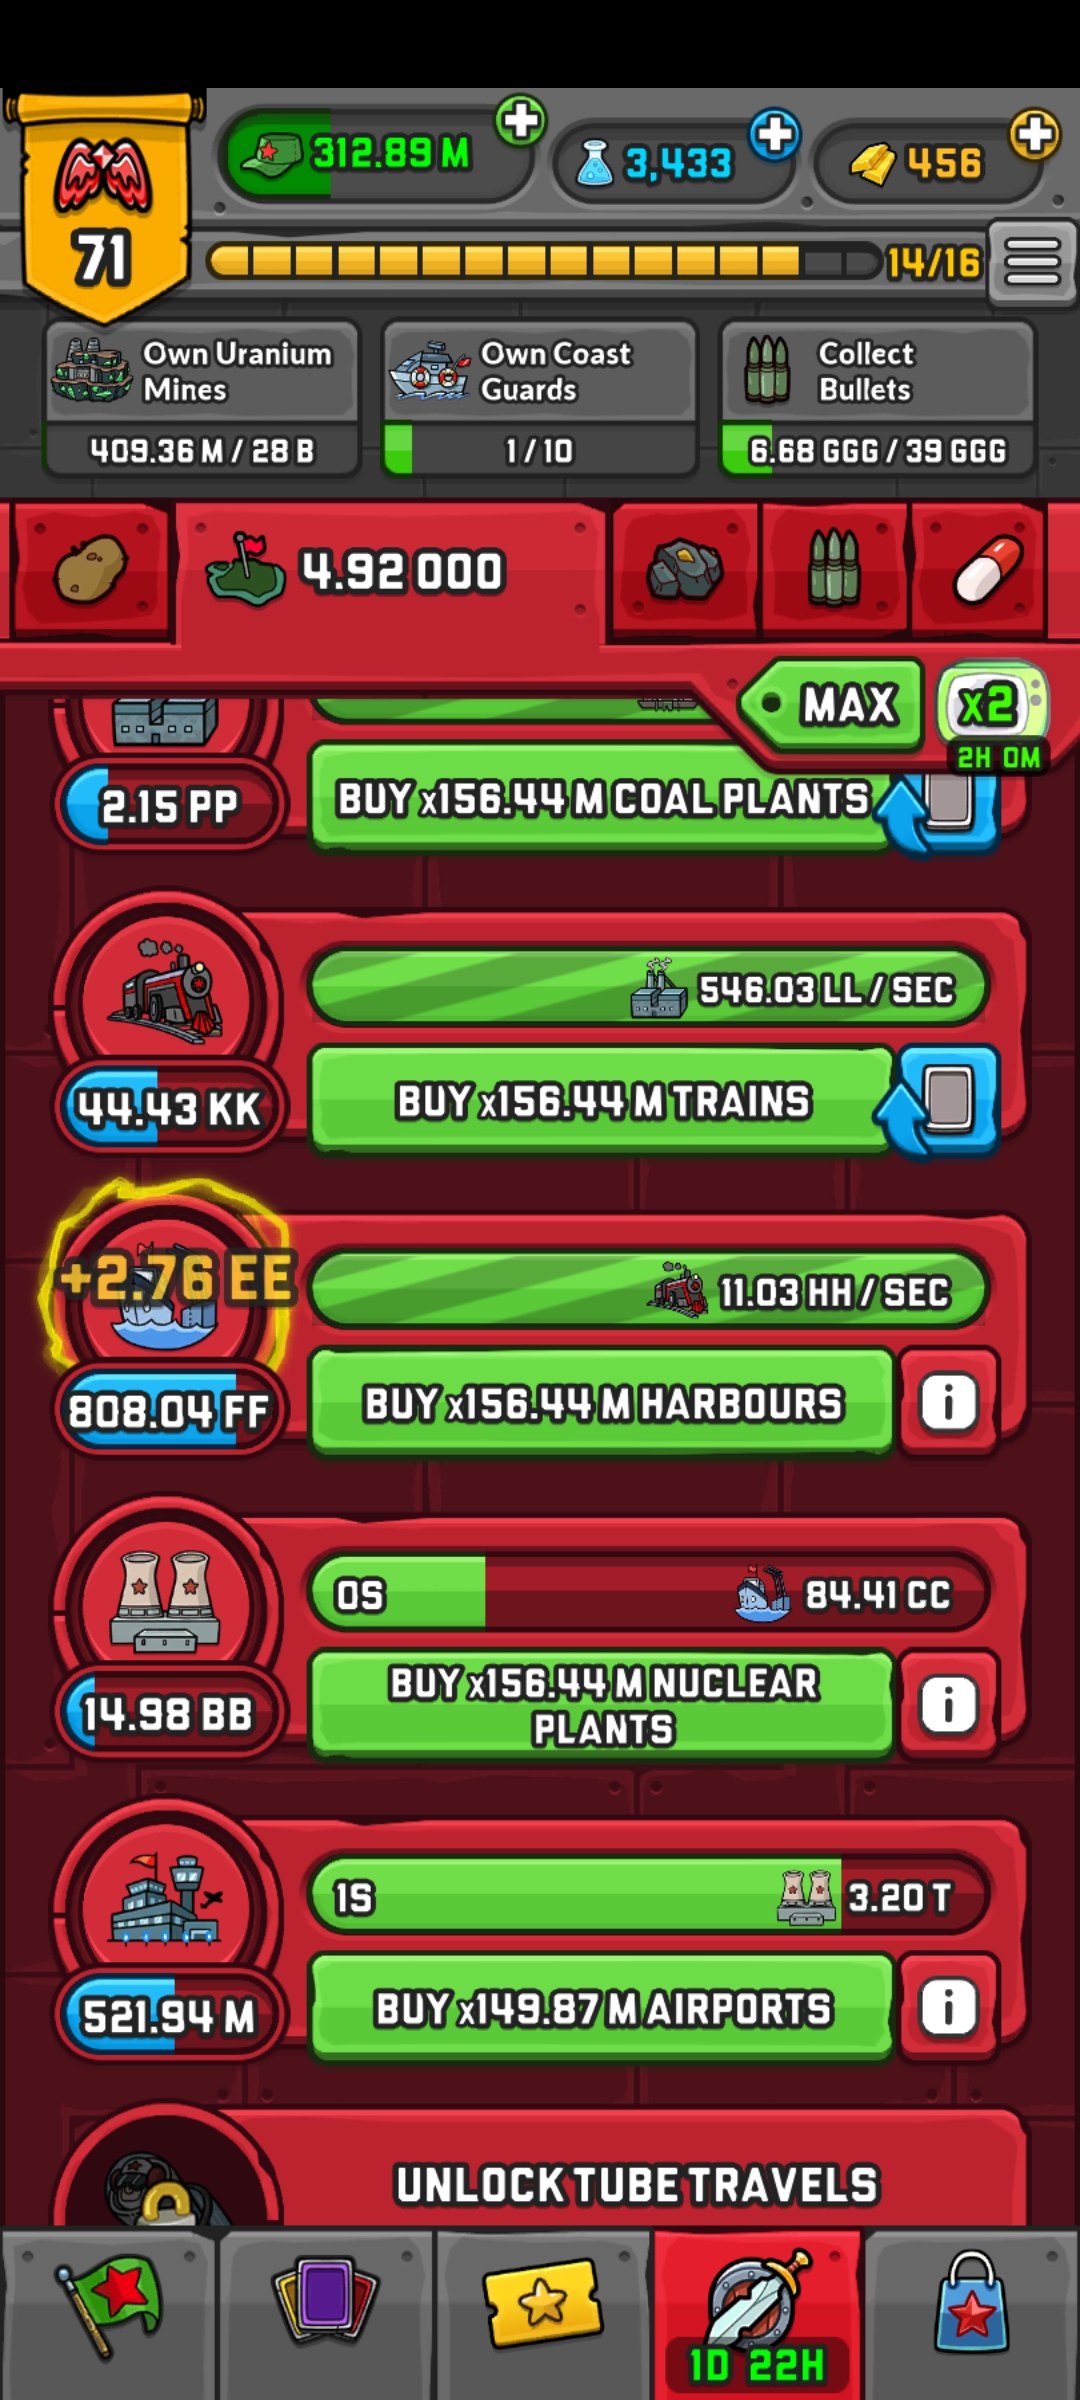 71
312.89 M
3,433
456
14/16
Own Uranium
Mines
409.36 M / 28 B
Own Coast
Guards
1 / 10
Collect
Bullets
6.68 GGG / 39 GGG
4.92 OOO
MAX
x2
2H 0M
2.15 PP
BUY x156.44 M COAL PLANTS
546.03 LL / SEC
44.43 KK
BUY x156.44 M TRAINS
+2.76 EE
11.03 HH / SEC
808.04 FF
BUY x156.44 M HARBOURS
i
0S
84.41 CC
14.98 BB
BUY x156.44 M NUCLEAR
PLANTS
i
1S
3.20 T
521.94 M
BUY x149.87 M AIRPORTS
i
UNLOCK TUBE TRAVELS
1D 22H